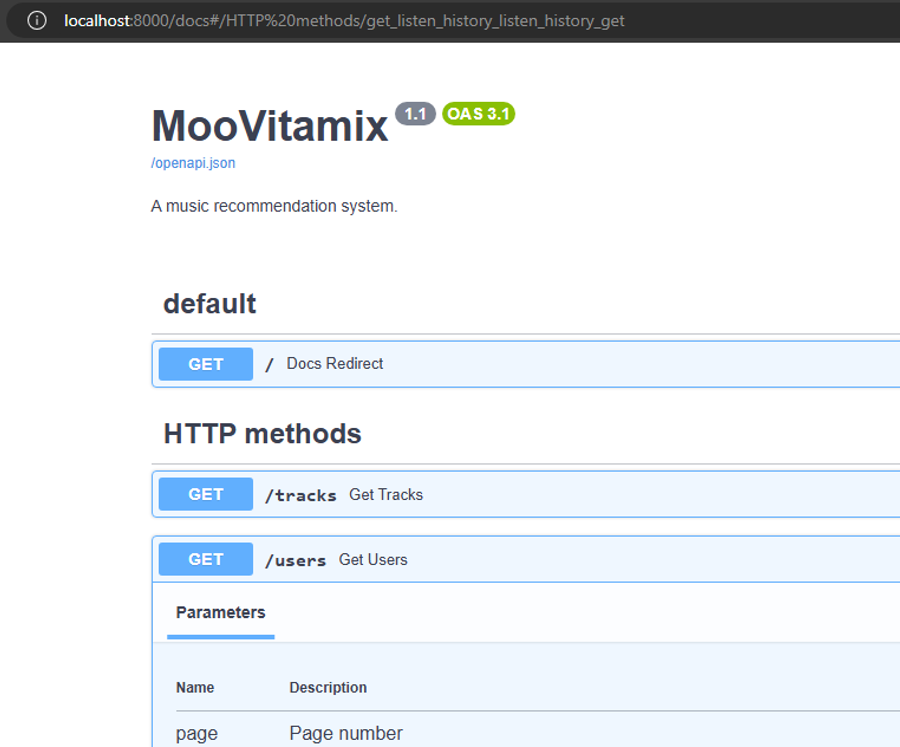 localhost:8000/docs#/HTTP%20methods/get_listen_history_listen_history_get
MooVitamix 1.1 OAS 3.1
/openapi.json
A music recommendation system.
default
GET / Docs Redirect
HTTP methods
GET /tracks Get Tracks
GET /users Get Users
Parameters
Name Description
page Page number